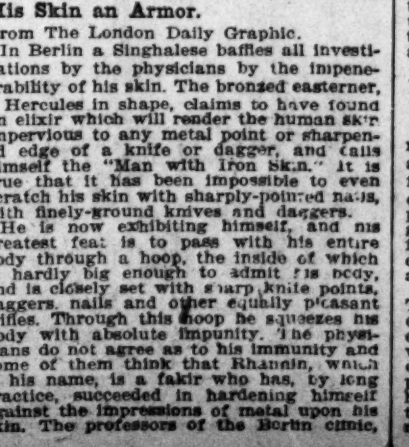 His Skin an Armor.
rom The London Daily Graphic.
In Berlin a Singhalese baffles all investi-
ations by the physicians by the impene-
rability of his skin. The bronzed easterner,
Hercules in shape, claims to have found
n elixir which will render the human skin
mpervious to any metal point or sharpen-
d edge of a knife or dagger, and calls
imself the "Man with Iron Skin." It is
rue that it has been impossible to even
cratch his skin with sharply-pointed nails,
ith finely-ground knives and daggers.
He is now exhibiting himself, and his
reatest feat is to pass with his entire
ody through a hoop, the inside of which
hardly big enough to admit his body,
nd is closely set with sharp knife points,
aggers, nails and other equally pleasant
rifles. Through this hoop he squeezes his
ody with absolute impunity. The physi-
ians do not agree as to his immunity and
ome of them think that Rhannin, which
his name, is a fakir who has, by long
ractice, succeeded in hardening himself
gainst the impressions of metal upon his
kin. The professors of the Berlin clinic,